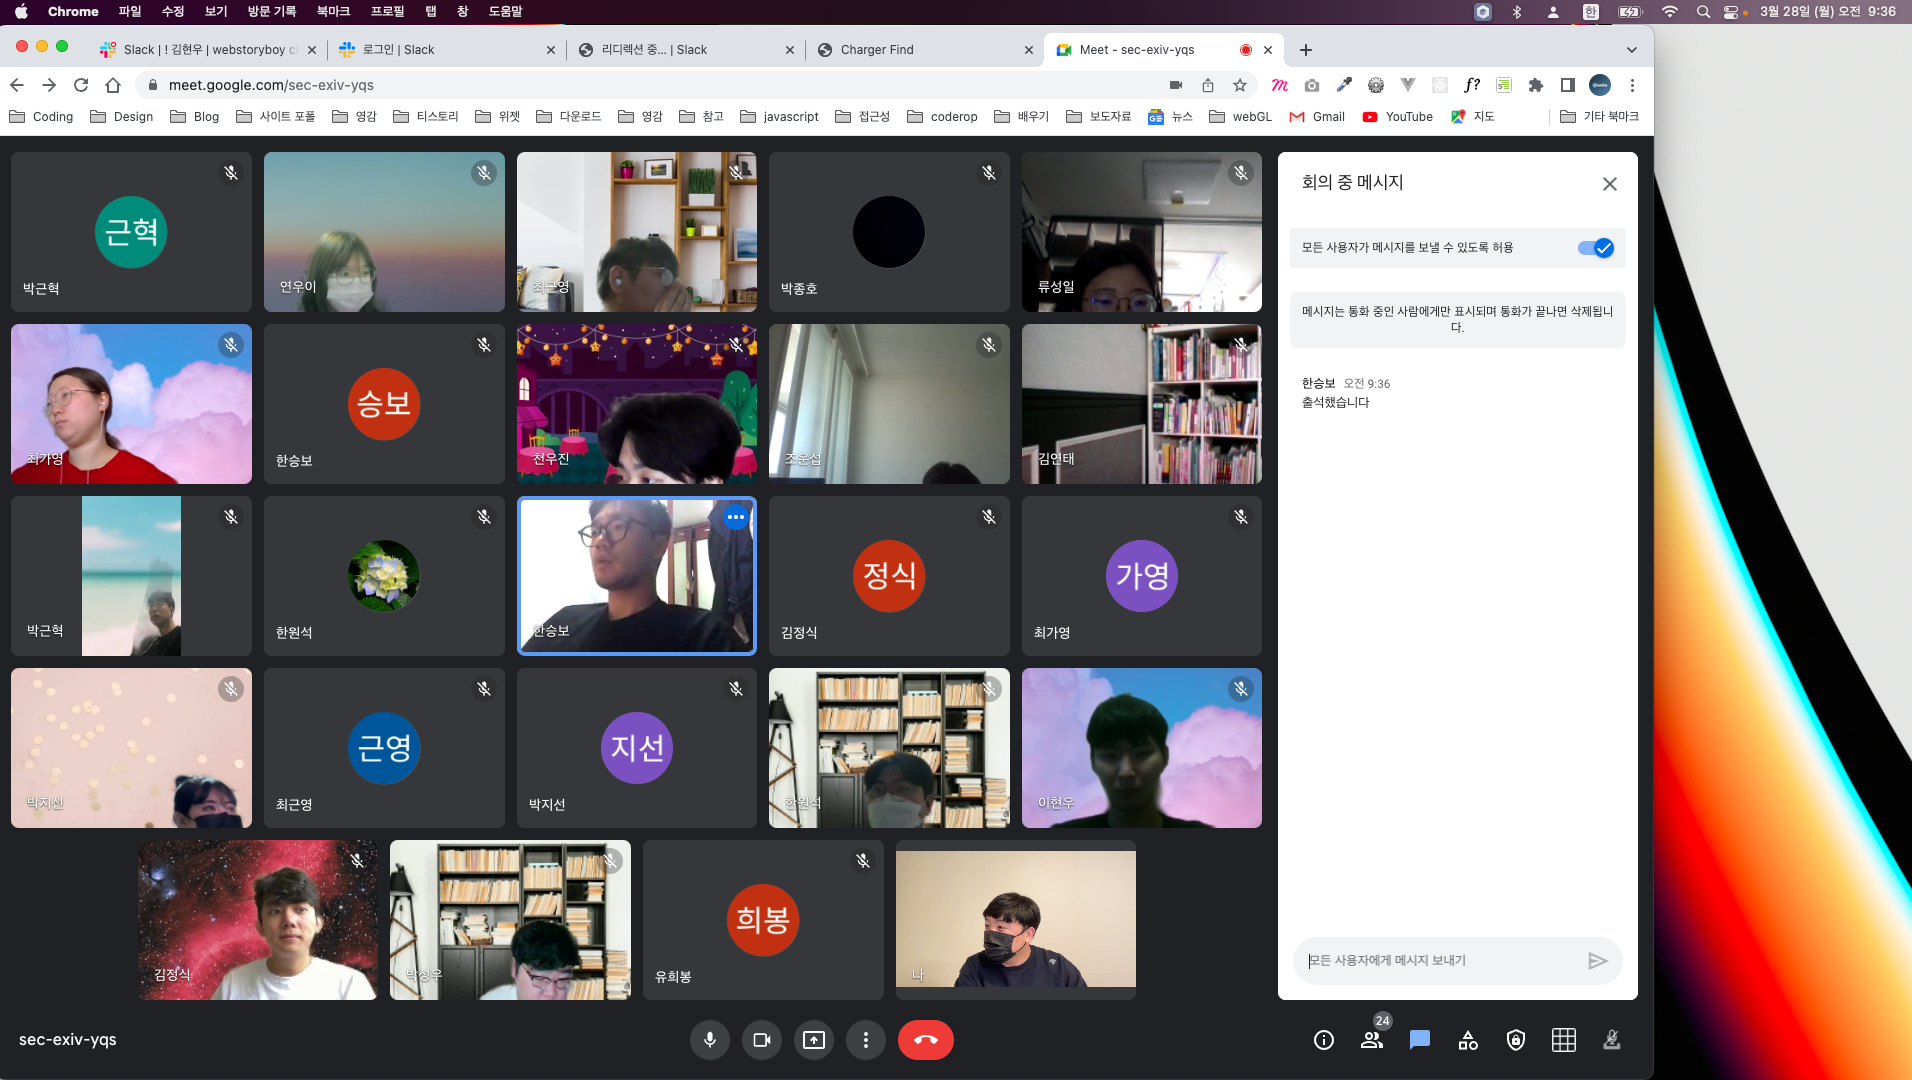 Chrome 파일 수정 보기 방문 기록 북마크 프로필 탭 창 도움말 한 3월 28일 (월) 오전 9:36
Slack | ! 김현우 | webstoryboy cl 로그인 | Slack 리디렉션 중... | Slack Charger Find Meet - sec-exiv-yqs
meet.google.com/sec-exiv-yqs f?
Coding Design Blog 사이트 포폴 영감 티스토리 위젯 다운로드 영감 참고 javascript 접근성 coderop 배우기 보도자료 뉴스 webGL Gmail YouTube 지도 기타 북마크
근혁
박근혁
연우이
최근영
박종호
류성일
최가영
승보
한승보
천우진
조운섭
김연태
박근혁
한원석
한승보
정식
김정식
가영
최가영
박지선
근영
최근영
지선
박지선
한원석
이현우
김정식
박성우
희봉
유희봉
나
회의 중 메시지
모든 사용자가 메시지를 보낼 수 있도록 허용
메시지는 통화 중인 사람에게만 표시되며 통화가 끝나면 삭제됩니
다.
한승보 오전 9:36
출석했습니다
모든 사용자에게 메시지 보내기
sec-exiv-yqs
24